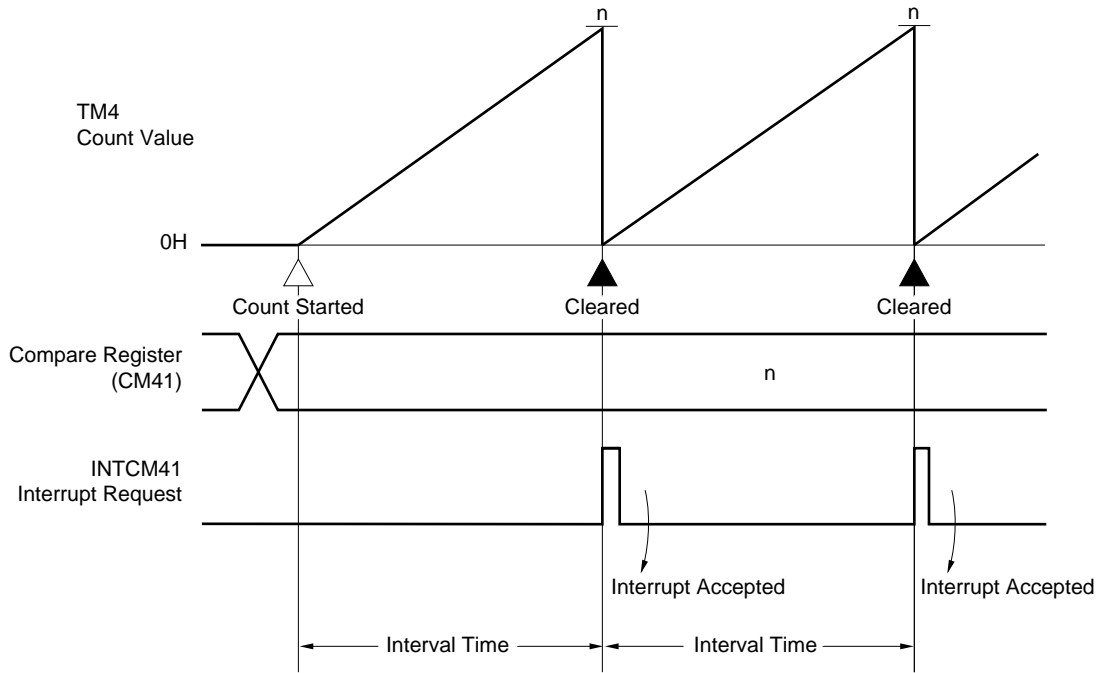 n
n
TM4
Count Value
0H
Count Started
Cleared
Cleared
Compare Register
(CM41)
n
INTCM41
Interrupt Request
Interrupt Accepted
Interrupt Accepted
Interval Time
Interval Time